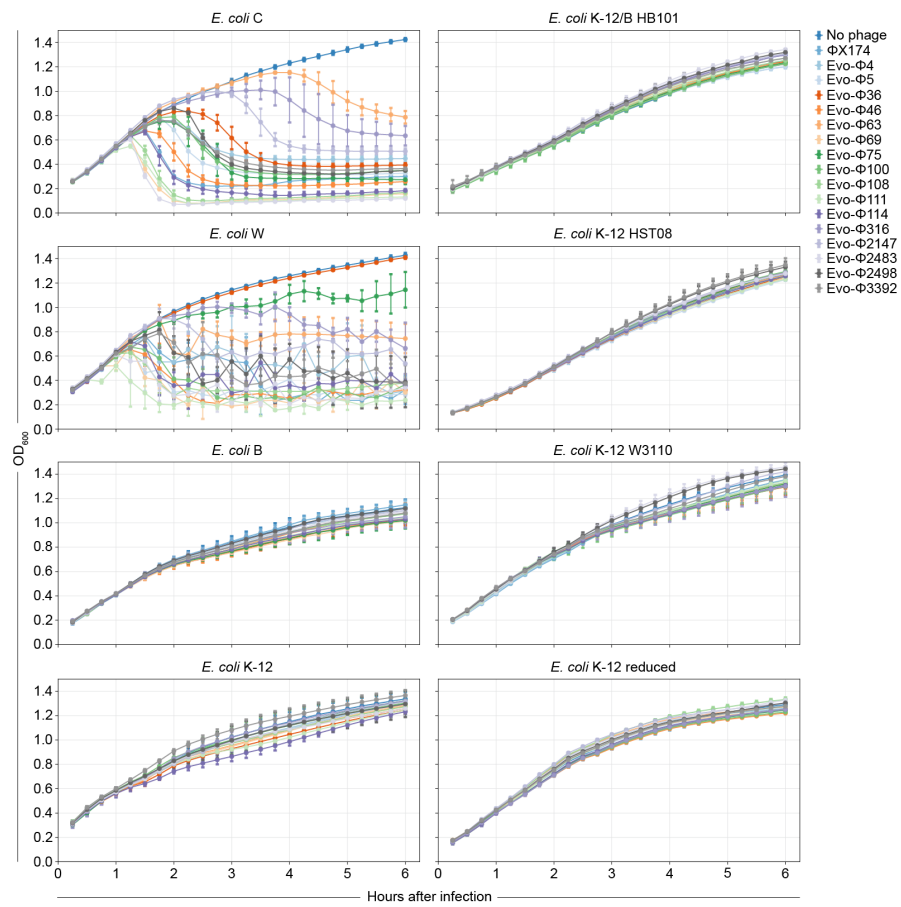 E. coli C
E. coli K-12/B HB101
1.4
1.2
1.0
0.8
0.6
0.4
0.2
0.0
No phage
ΦX174
Evo-Φ4
Evo-Φ5
Evo-Φ36
Evo-Φ46
Evo-Φ63
Evo-Φ69
Evo-Φ75
Evo-Φ100
Evo-Φ108
Evo-Φ111
Evo-Φ114
Evo-Φ316
Evo-Φ2147
Evo-Φ2483
Evo-Φ2498
Evo-Φ3392
E. coli W
E. coli K-12 HST08
1.4
1.2
1.0
0.8
0.6
0.4
0.2
0.0
OD600
E. coli B
E. coli K-12 W3110
1.4
1.2
1.0
0.8
0.6
0.4
0.2
0.0
E. coli K-12
E. coli K-12 reduced
1.4
1.2
1.0
0.8
0.6
0.4
0.2
0.0
0 1 2 3 4 5 6 0 1 2 3 4 5 6
Hours after infection